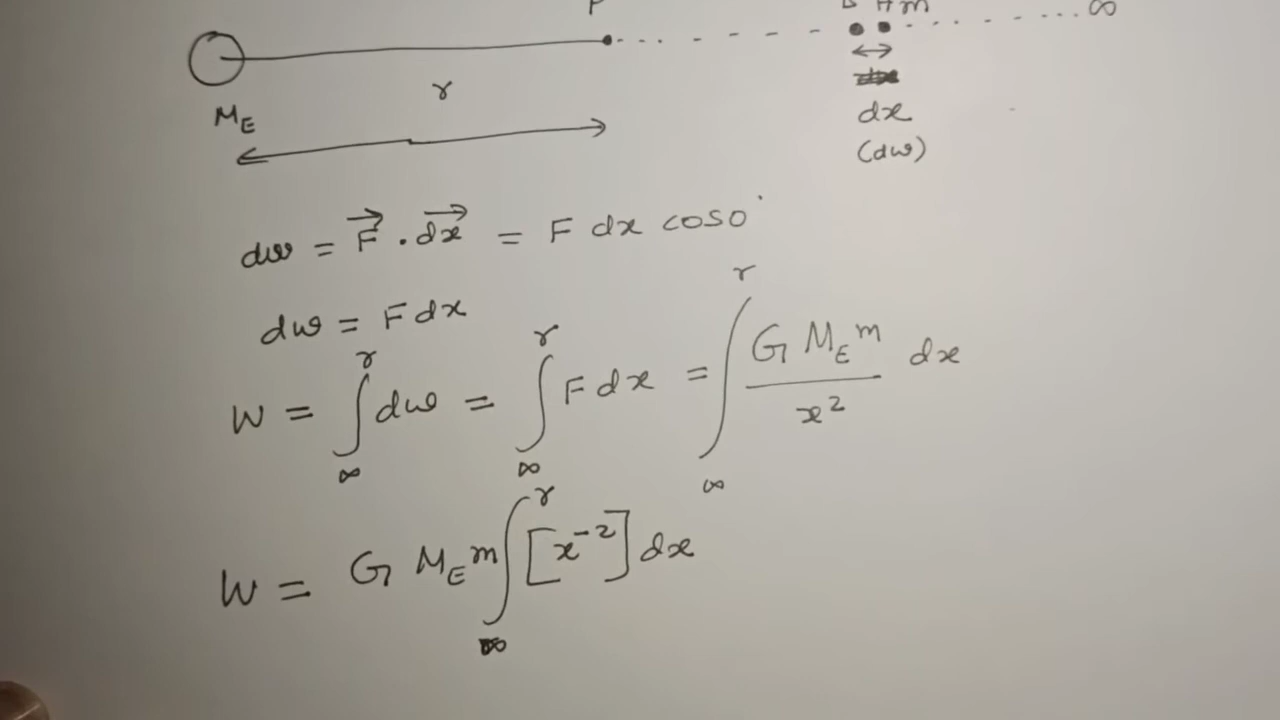 P B A m ∞
r
M_E
dx
(dw)
dw = F⃗ . dx⃗ = F dx cos0°
dw = F dx
W = ∫_∞^r dw = ∫_∞^r F dx = ∫_∞^r G M_E m / x² dx
W = G M_E m ∫_∞^r [x⁻²] dx